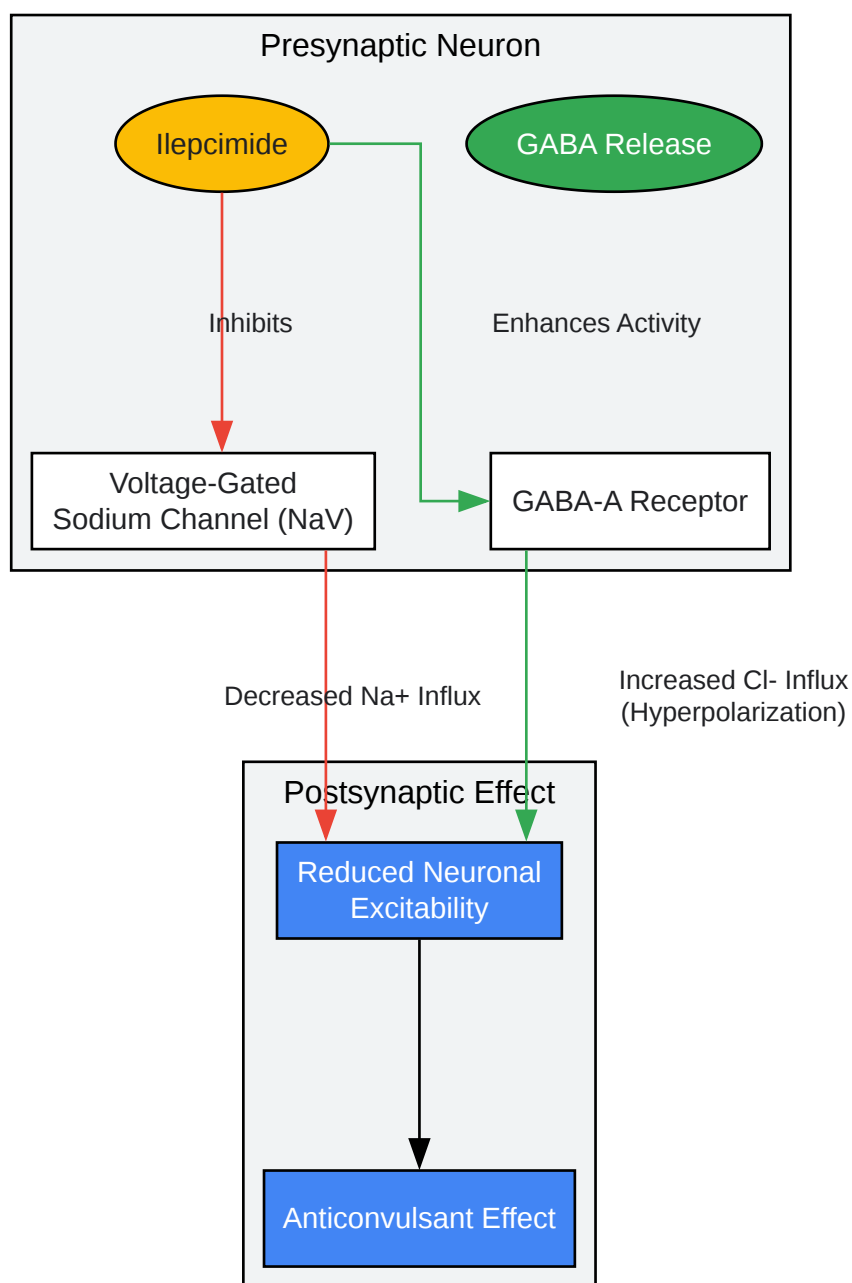 Presynaptic Neuron
Ilepcimide
GABA Release
Inhibits
Enhances Activity
Voltage-Gated
Sodium Channel (NaV)
GABA-A Receptor
Decreased Na+ Influx
Increased Cl- Influx
(Hyperpolarization)
Postsynaptic Effect
Reduced Neuronal
Excitability
Anticonvulsant Effect